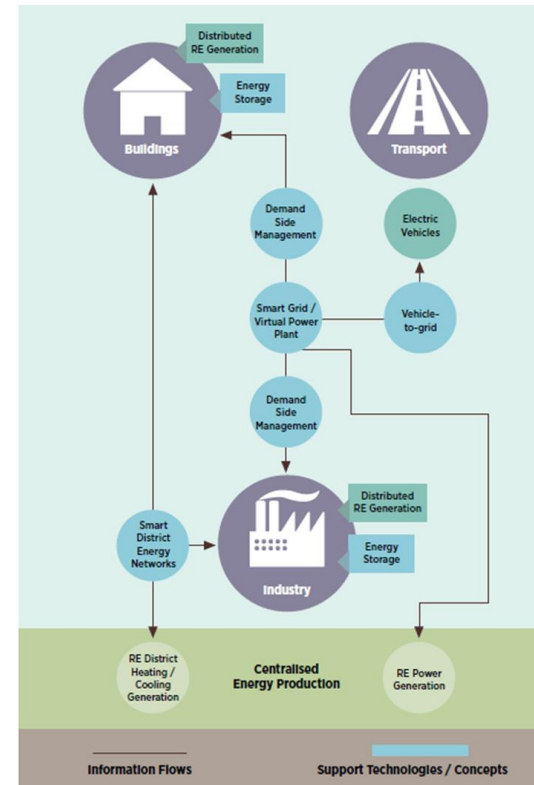 Distributed
RE Generation
Energy
Storage
Buildings
Transport
Demand
Side
Management
Electric
Vehicles
Smart Grid /
Virtual Power
Plant
Vehicle-
to-grid
Demand
Side
Management
Distributed
RE Generation
Smart
District
Energy
Networks
Energy
Storage
Industry
RE District
Heating /
Cooling
Generation
Centralised
Energy Production
RE Power
Generation
Information Flows
Support Technologies / Concepts